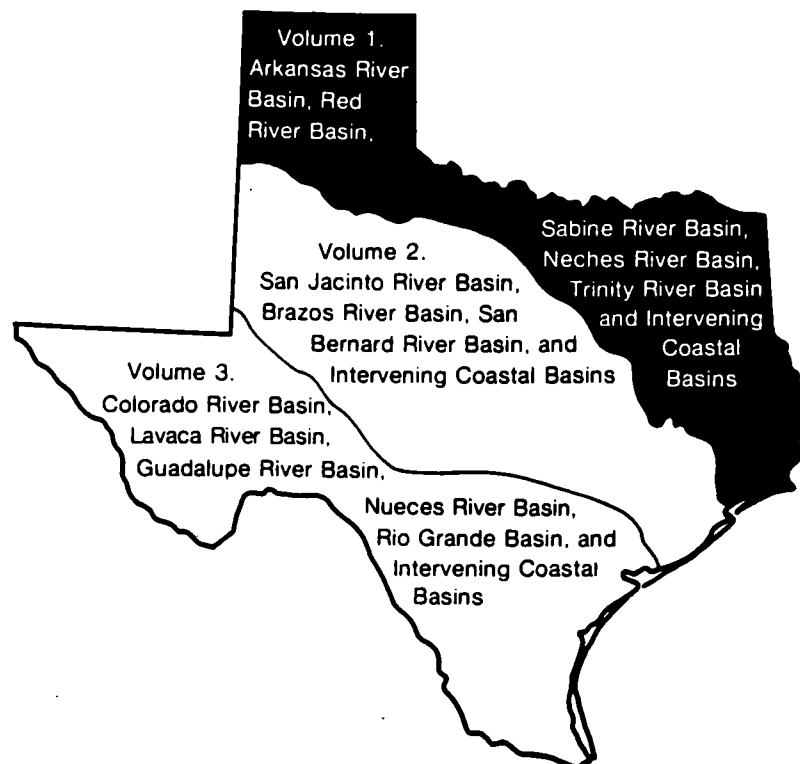 Volume 1.
Arkansas River
Basin, Red
River Basin,
Sabine River Basin,
Neches River Basin,
Trinity River Basin
and Intervening
Coastal
Basins
Volume 2.
San Jacinto River Basin,
Brazos River Basin, San
Bernard River Basin, and
Intervening Coastal Basins
Volume 3.
Colorado River Basin,
Lavaca River Basin,
Guadalupe River Basin,
Nueces River Basin,
Rio Grande Basin, and
Intervening Coastal
Basins